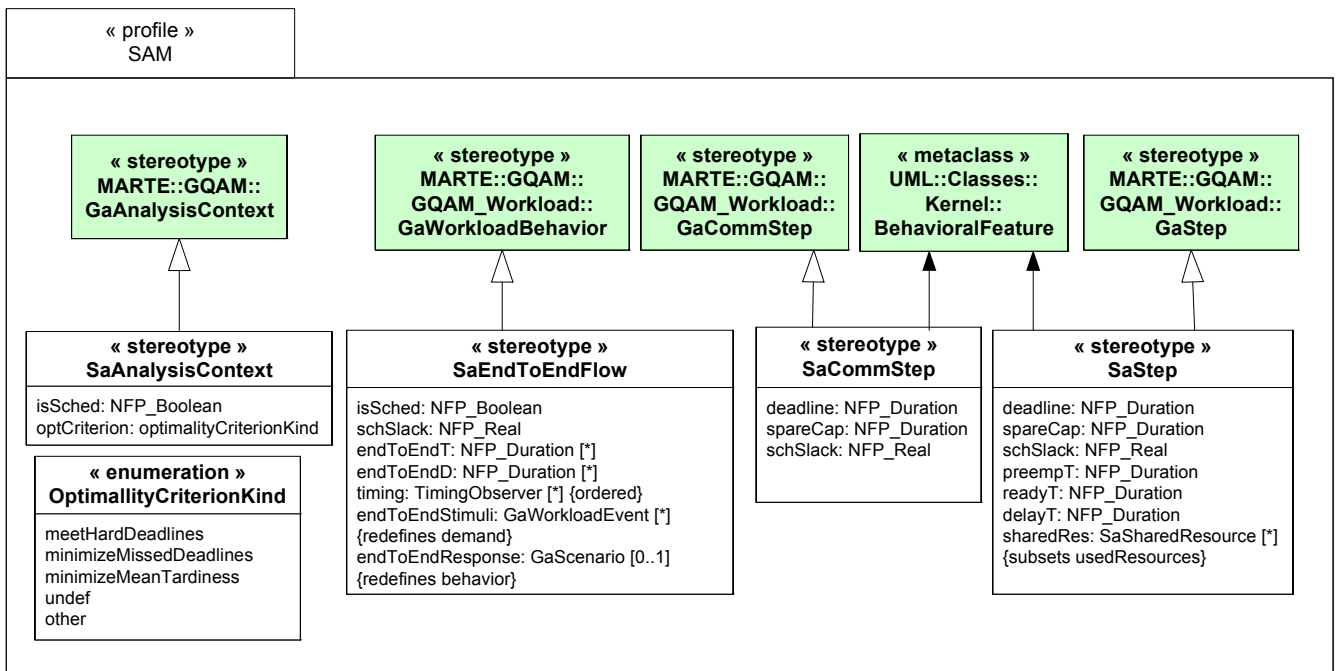 « profile »
SAM
« stereotype »
MARTE::GQAM::
GaAnalysisContext
« stereotype »
MARTE::GQAM::
GQAM_Workload::
GaWorkloadBehavior
« stereotype »
MARTE::GQAM::
GQAM_Workload::
GaCommStep
« metaclass »
UML::Classes::
Kernel::
BehavioralFeature
« stereotype »
MARTE::GQAM::
GQAM_Workload::
GaStep
« stereotype »
SaAnalysisContext
isSched: NFP_Boolean
optCriterion: optimalityCriterionKind
« enumeration »
OptimallityCriterionKind
meetHardDeadlines
minimizeMissedDeadlines
minimizeMeanTardiness
undef
other
« stereotype »
SaEndToEndFlow
isSched: NFP_Boolean
schSlack: NFP_Real
endToEndT: NFP_Duration [*]
endToEndD: NFP_Duration [*]
timing: TimingObserver [*] {ordered}
endToEndStimuli: GaWorkloadEvent [*]
{redefines demand}
endToEndResponse: GaScenario [0..1]
{redefines behavior}
« stereotype »
SaCommStep
deadline: NFP_Duration
spareCap: NFP_Duration
schSlack: NFP_Real
« stereotype »
SaStep
deadline: NFP_Duration
spareCap: NFP_Duration
schSlack: NFP_Real
preempT: NFP_Duration
readyT: NFP_Duration
delayT: NFP_Duration
sharedRes: SaSharedResource [*]
{subsets usedResources}